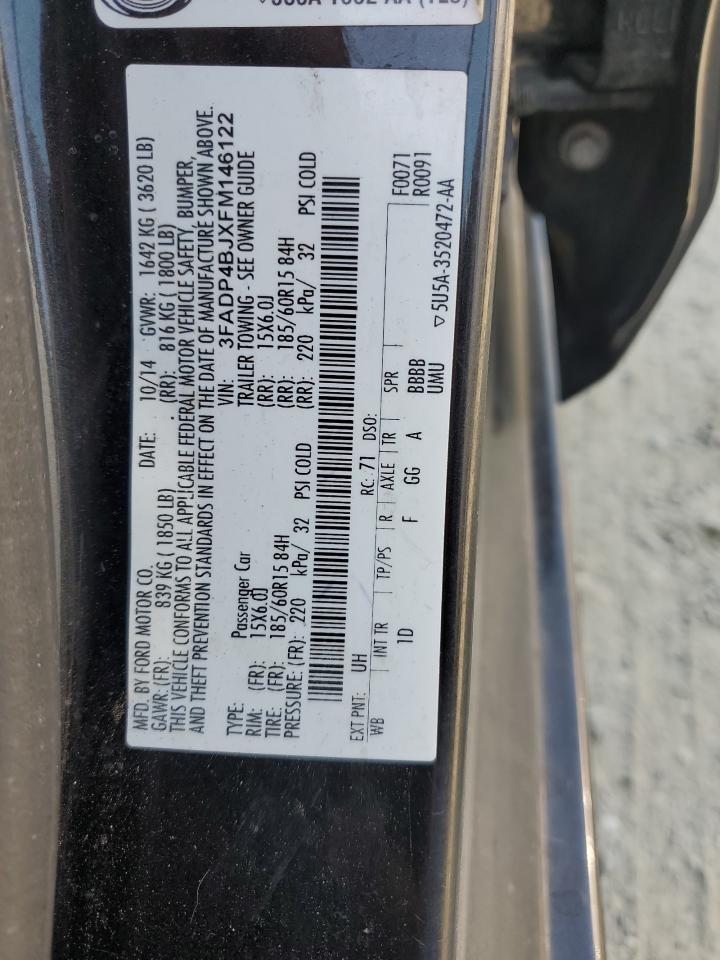 MFD. BY FORD MOTOR CO. DATE: 10/14 GVWR: 1642 KG ( 3620 LB)
GAWR: (FR): 839 KG ( 1850 LB) (RR): 816 KG ( 1800 LB)
THIS VEHICLE CONFORMS TO ALL APPLICABLE FEDERAL MOTOR VEHICLE SAFETY, BUMPER,
AND THEFT PREVENTION STANDARDS IN EFFECT ON THE DATE OF MANUFACTURE SHOWN ABOVE.
VIN: 3FADP4BJXFM146122
TYPE: Passenger Car TRAILER TOWING - SEE OWNER GUIDE
RIM: (FR): 15X6.0J (RR): 15X6.0J
TIRE: (FR): 185/60R15 84H (RR): 185/60R15 84H
PRESSURE: (FR): 220 kPa/ 32 PSI COLD (RR): 220 kPa/ 32 PSI COLD
EXT PNT: UH RC: 71 DSO: F0071
WB INT TR TP/PS R AXLE TR SPR R0091
1D F GG A BBBB
UMU
▽5U5A-3520472-AA